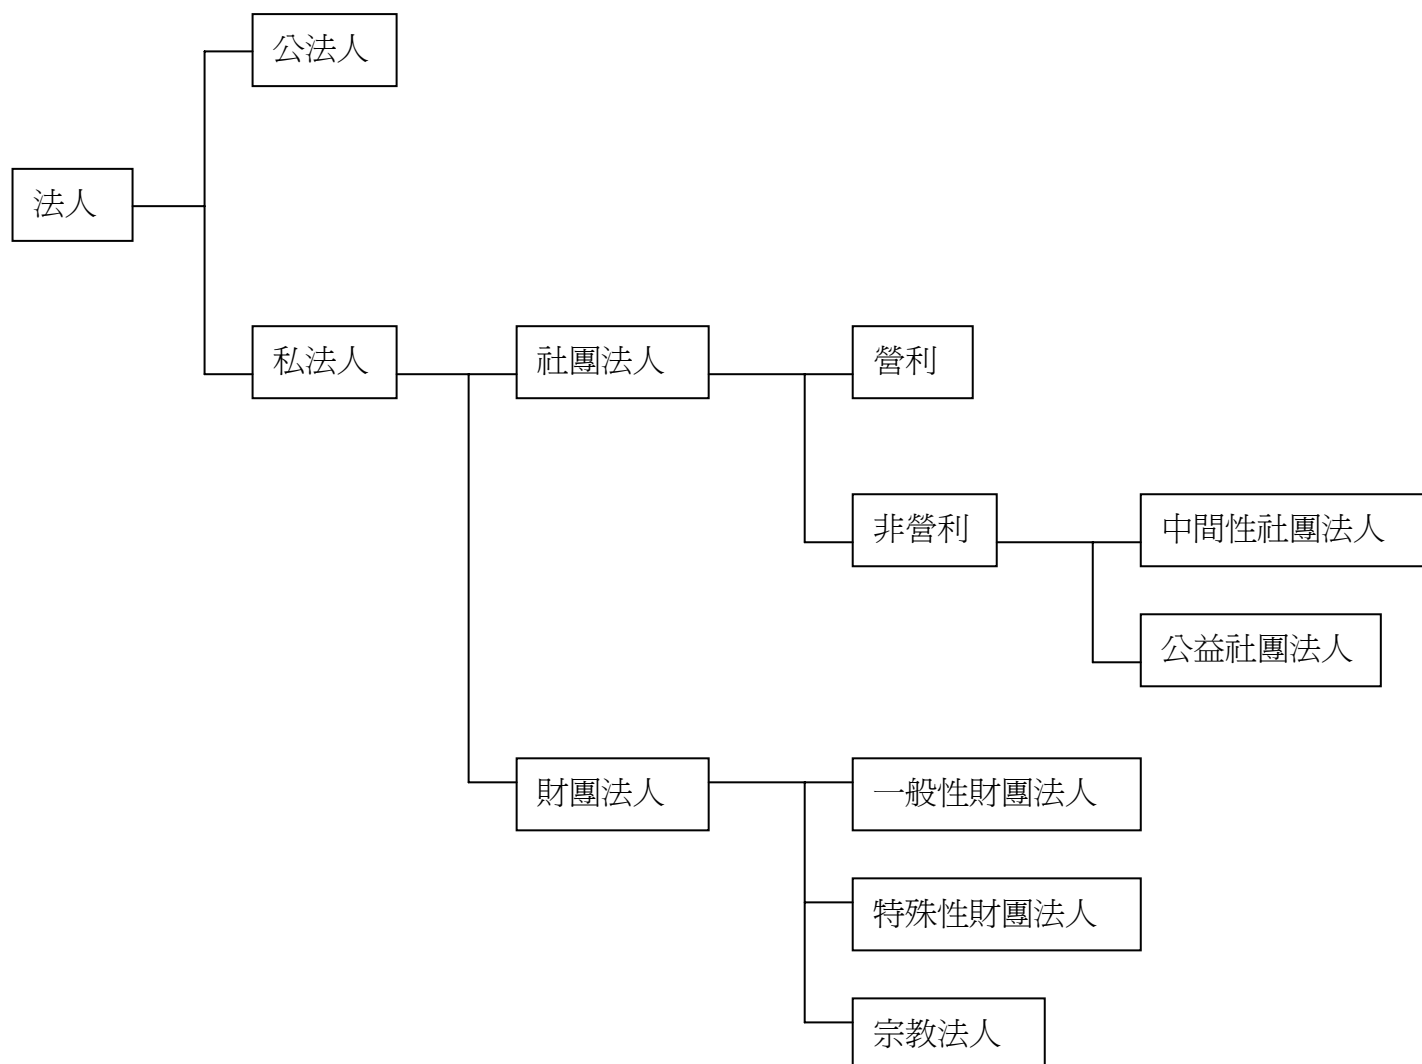 公法人
法人
私法人
社團法人
營利
非營利
中間性社團法人
公益社團法人
財團法人
一般性財團法人
特殊性財團法人
宗教法人